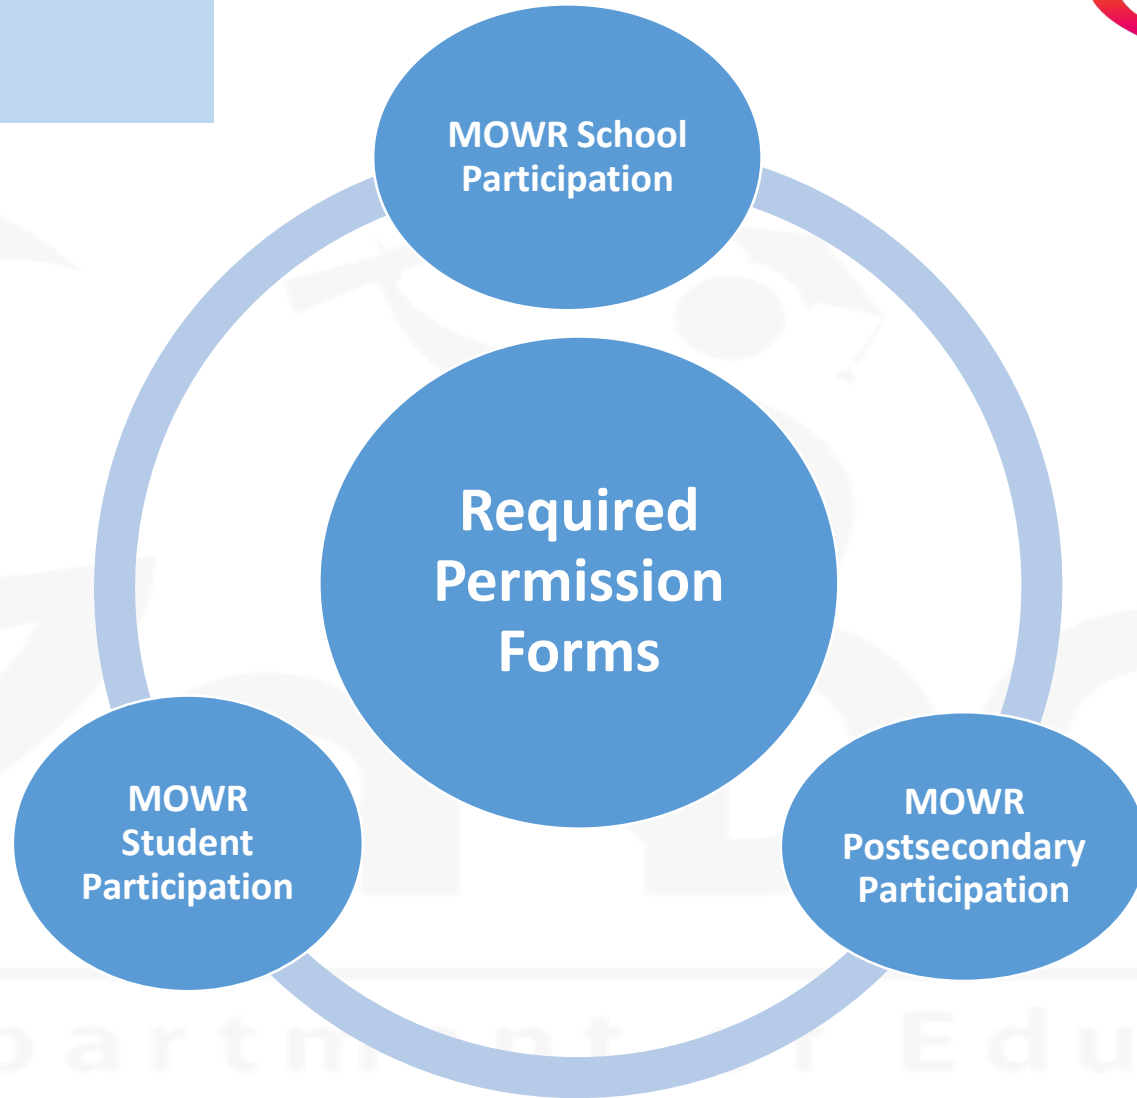 MOWR School
Participation
Required
Permission
Forms
MOWR
Student
Participation
MOWR
Postsecondary
Participation